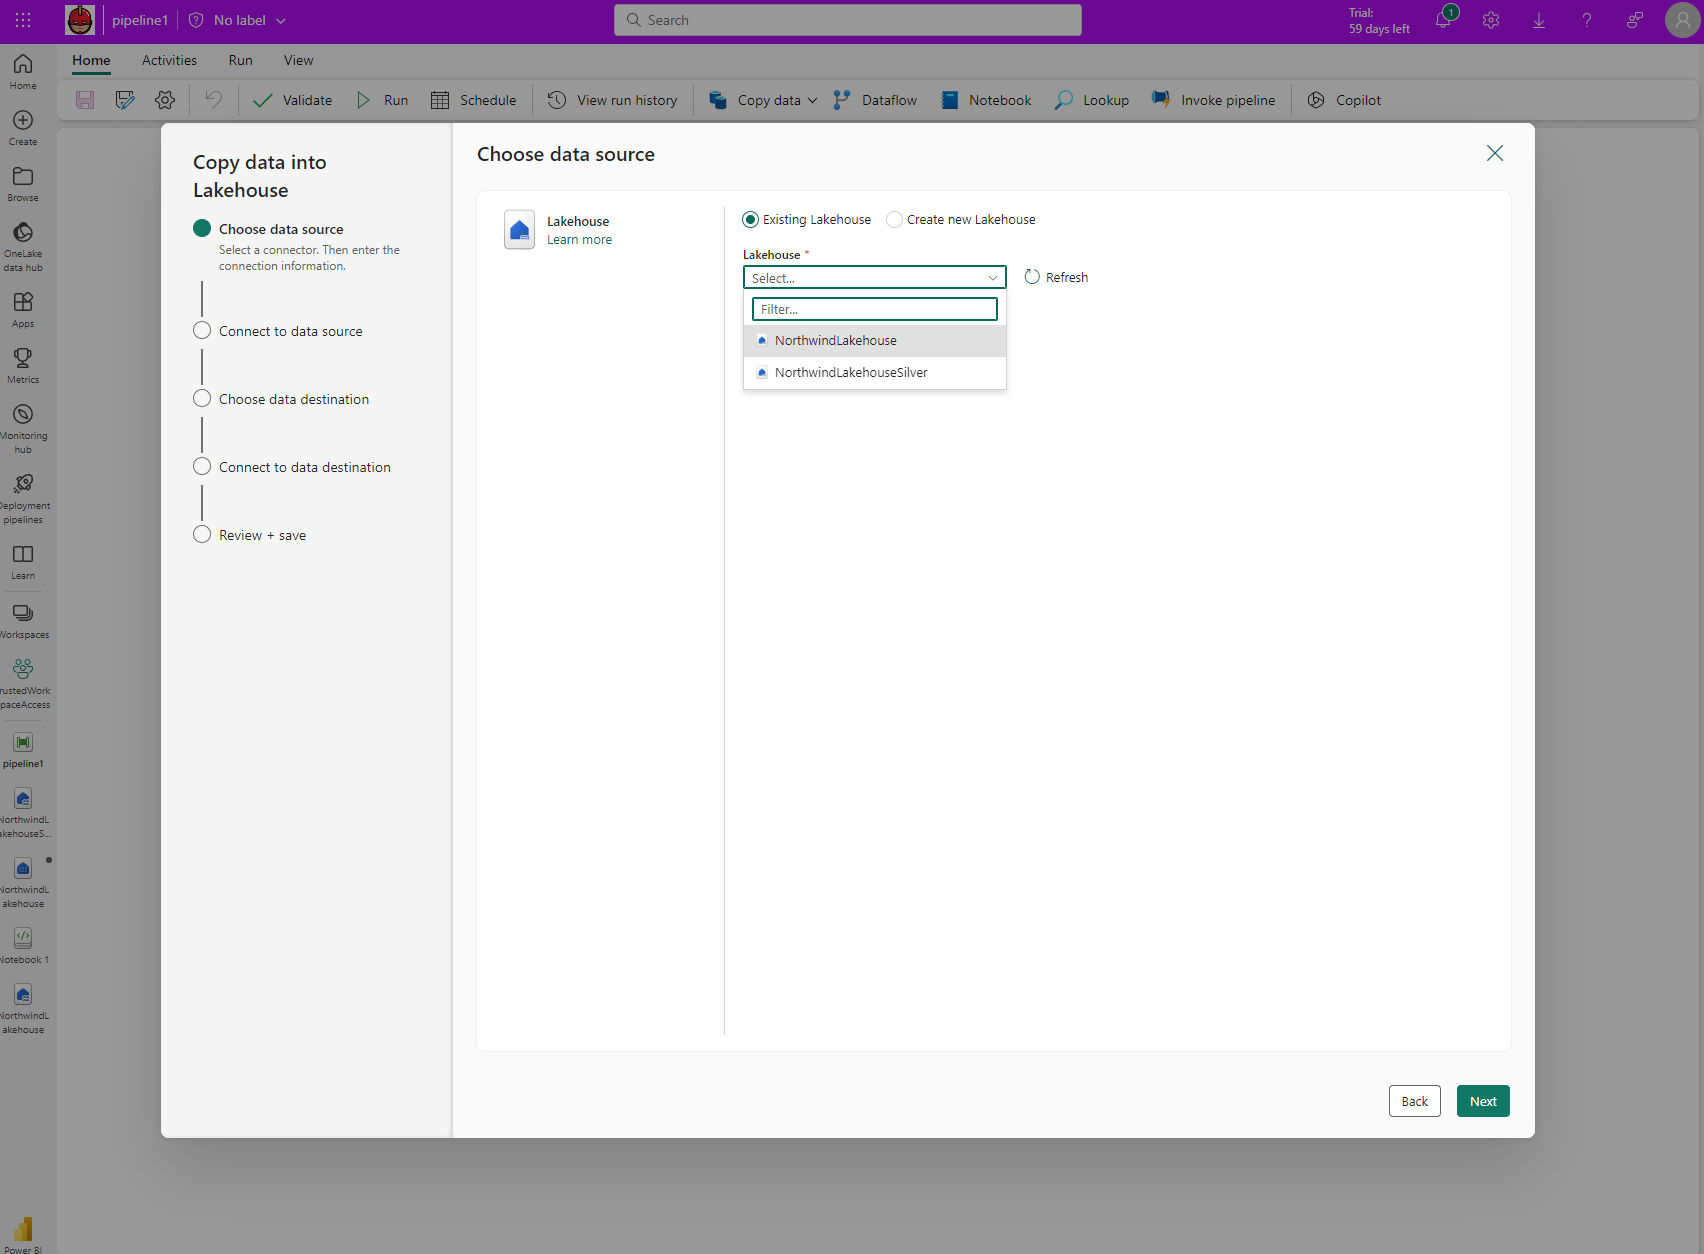 pipeline1
No label
Search
Trial:
59 days left
1
Home
Activities
Run
View
Validate
Run
Schedule
View run history
Copy data
Dataflow
Notebook
Lookup
Invoke pipeline
Copilot
Home
Create
Browse
OneLake
data hub
Apps
Metrics
Monitoring
hub
Deployment
pipelines
Learn
Workspaces
rustedWork
paceAccess
pipeline1
NorthwindL
akehouseS...
NorthwindL
akehouse
Notebook 1
NorthwindL
akehouse
Power BI
Copy data into
Lakehouse
Choose data source
Select a connector. Then enter the
connection information.
Connect to data source
Choose data destination
Connect to data destination
Review + save
Choose data source
Lakehouse
Learn more
Existing Lakehouse
Create new Lakehouse
Lakehouse *
Select...
Refresh
Filter...
NorthwindLakehouse
NorthwindLakehouseSilver
Back
Next